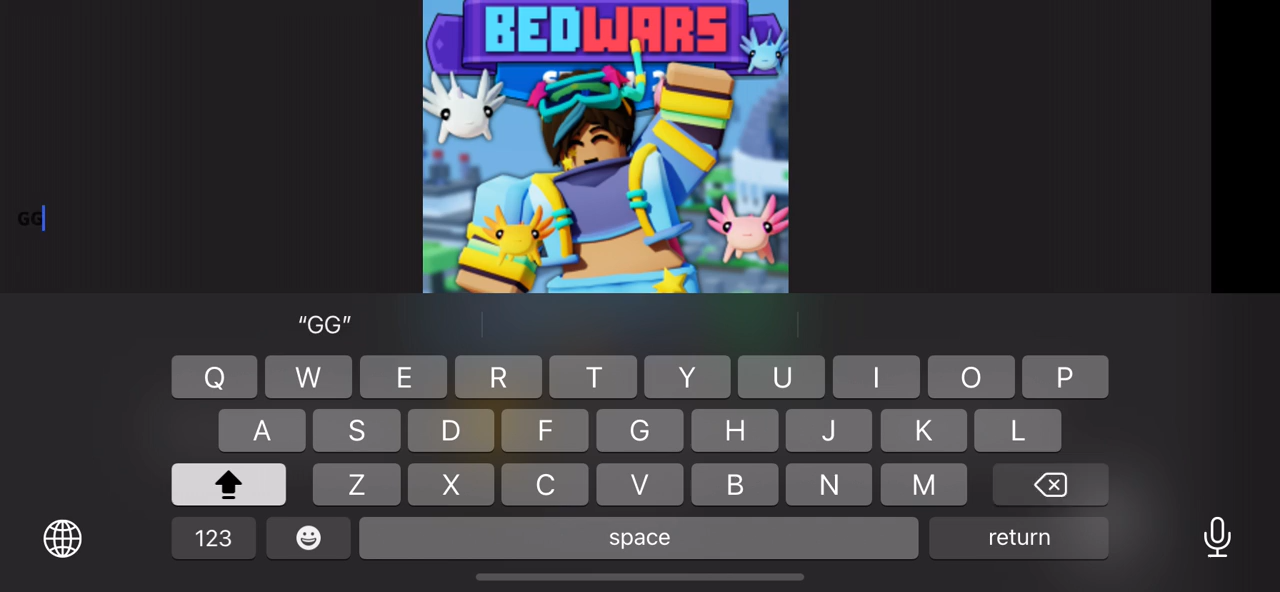 BEDWARS
GG
“GG”
Q W E R T Y U I O P
A S D F G H J K L
Z X C V B N M
123 space return